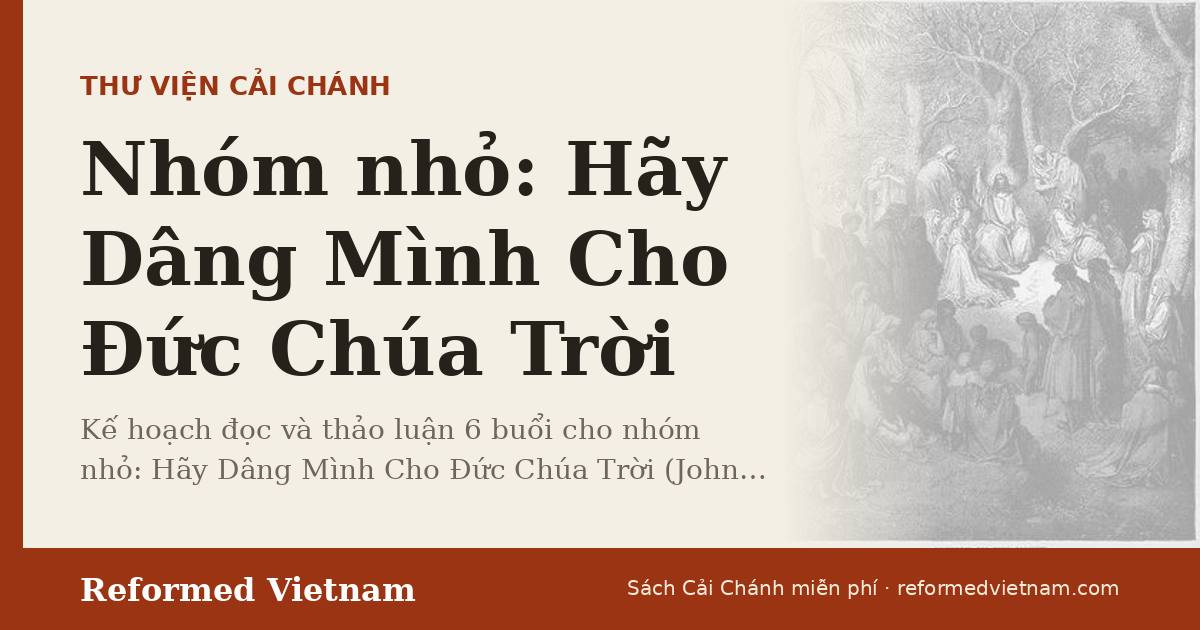 THƯ VIỆN CẢI CHÁNH
Nhóm nhỏ: Hãy
Dâng Mình Cho
Đức Chúa Trời
Kế hoạch đọc và thảo luận 6 buổi cho nhóm
nhỏ: Hãy Dâng Mình Cho Đức Chúa Trời (John...
Reformed Vietnam
Sách Cải Chánh miễn phí · reformedvietnam.com